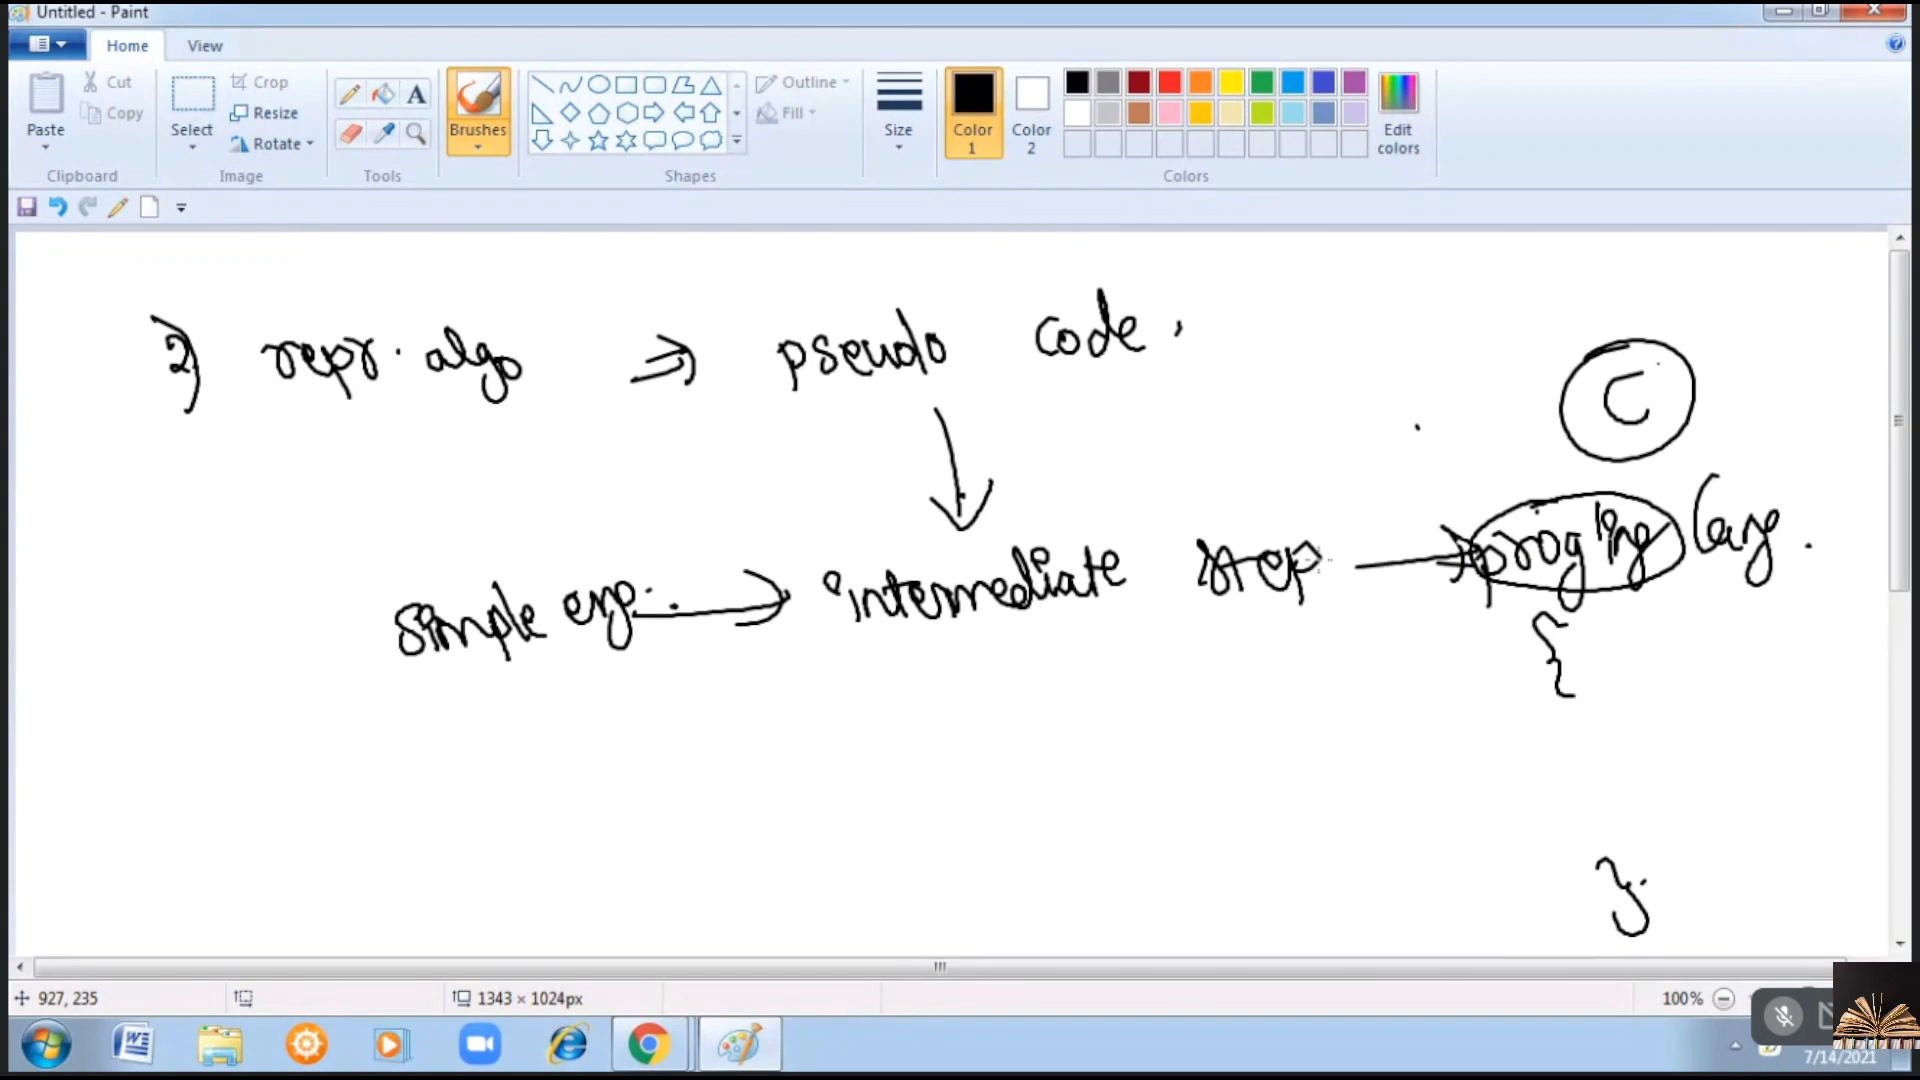 Untitled - Paint
Home View
Paste Cut Copy Select Crop Resize Rotate Brushes Outline Fill Size Color 1 Color 2 Edit colors
Clipboard Image Tools Shapes Colors
2) repr. algo ⇒ pseudo code.
C
simple eng. → intermediate step → prog'ing lang.
{
}
927, 235 1343 × 1024px 100%
7/14/2021